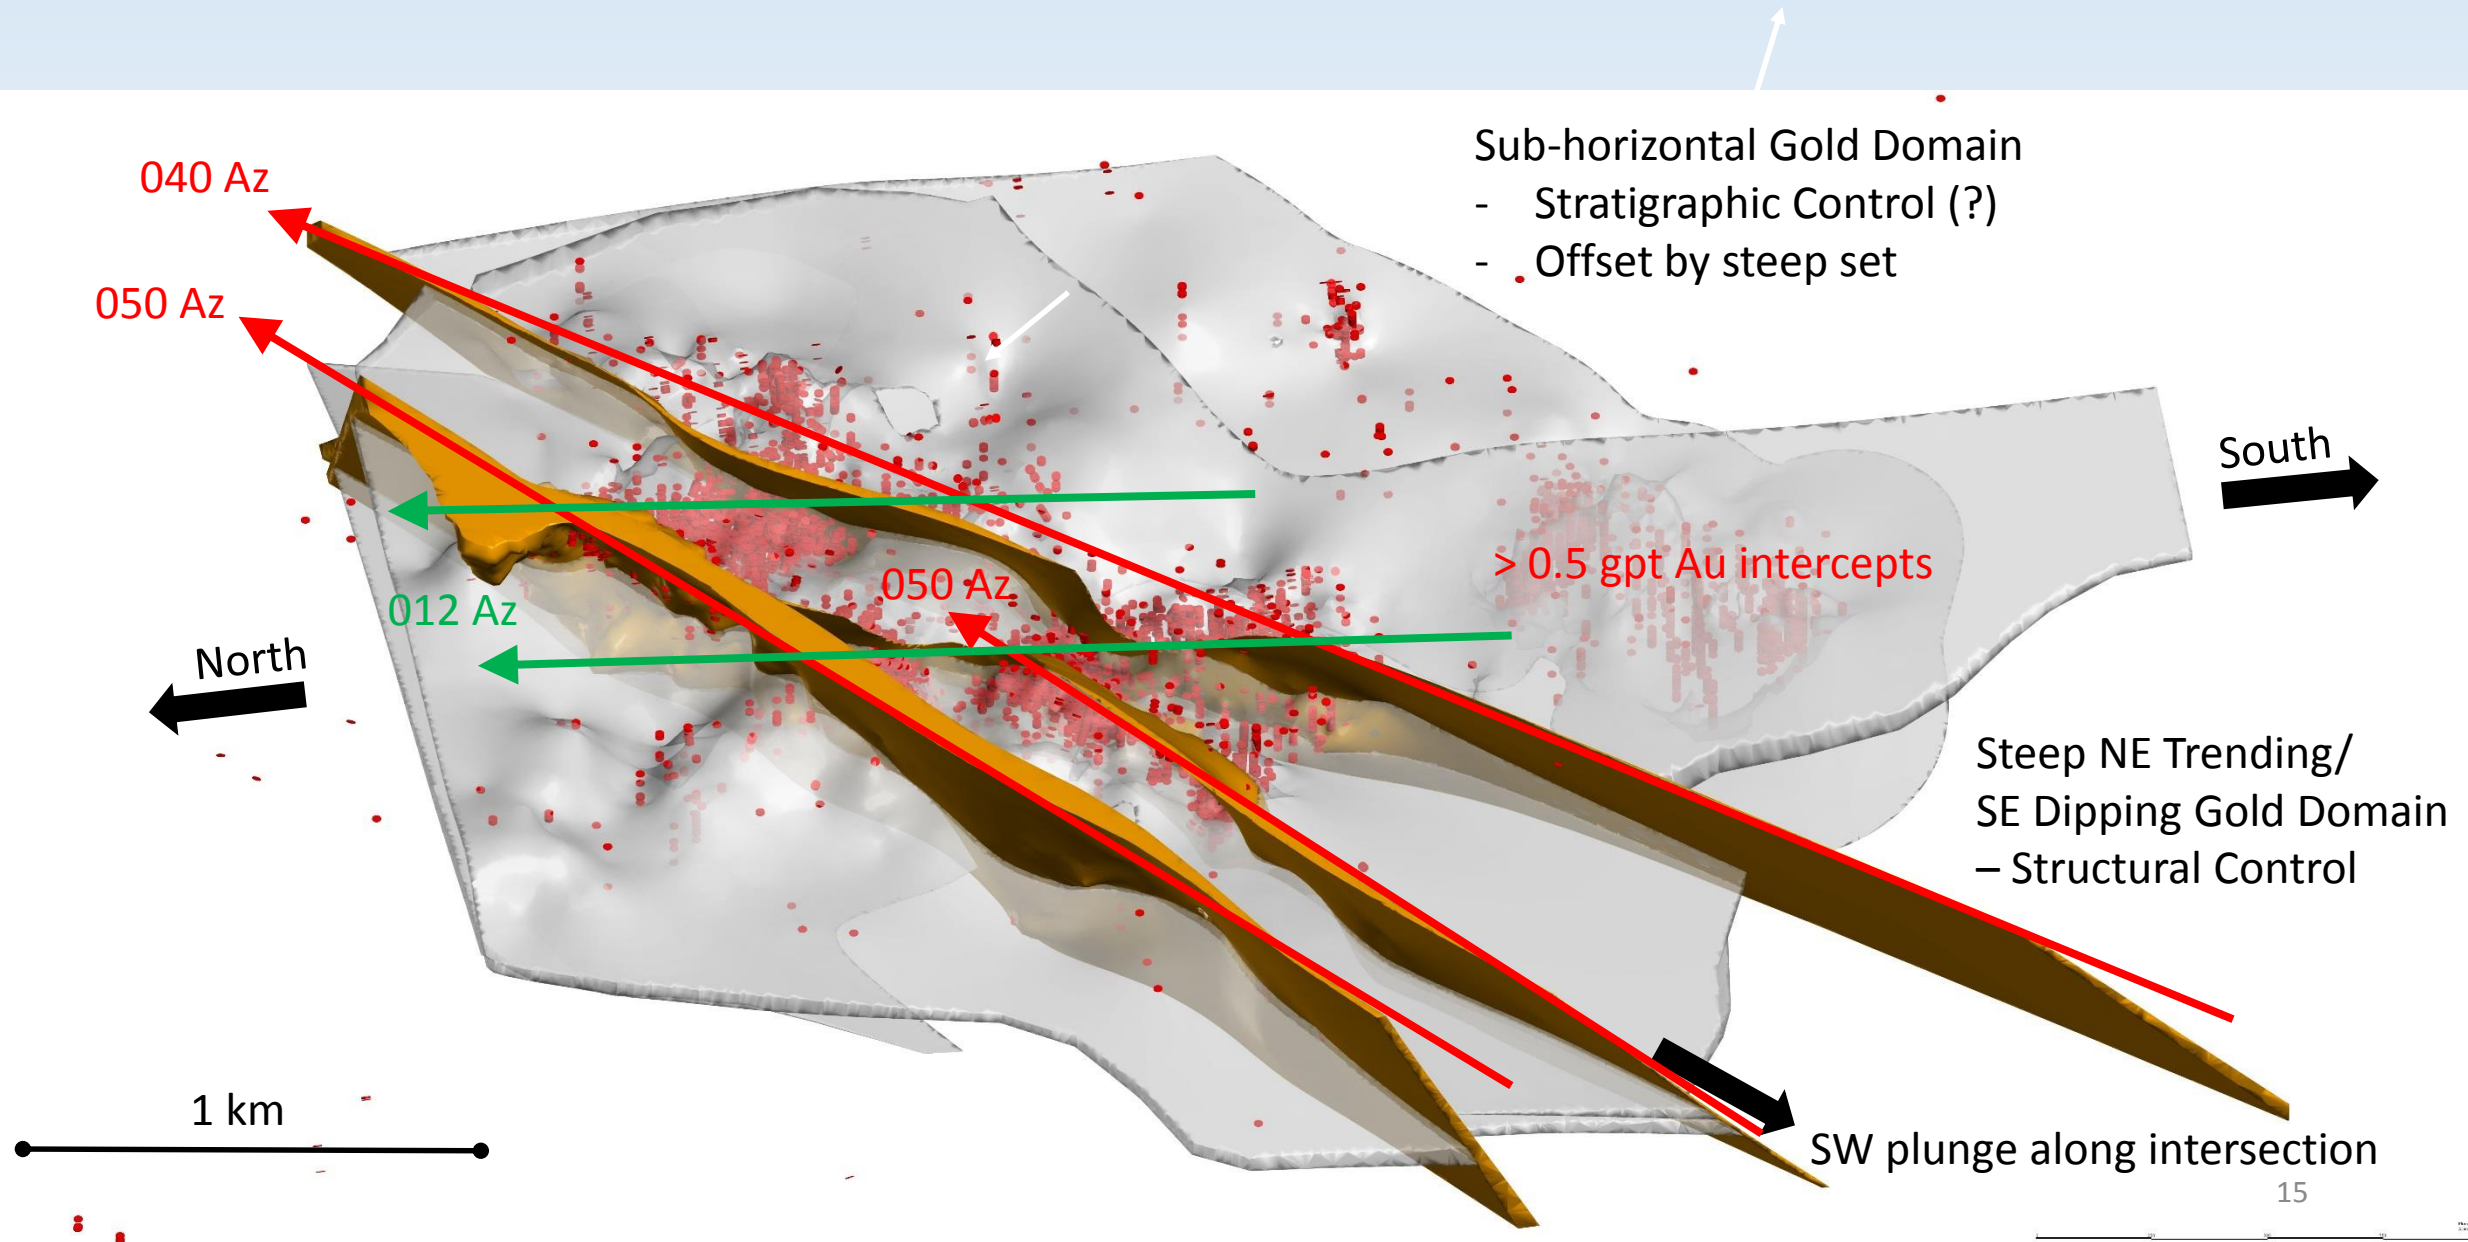 Sub-horizontal Gold Domain
- Stratigraphic Control (?)
- Offset by steep set
040 Az
050 Az
South
> 0.5 gpt Au intercepts
050 Az
012 Az
North
Steep NE Trending/
SE Dipping Gold Domain
– Structural Control
1 km
SW plunge along intersection
15